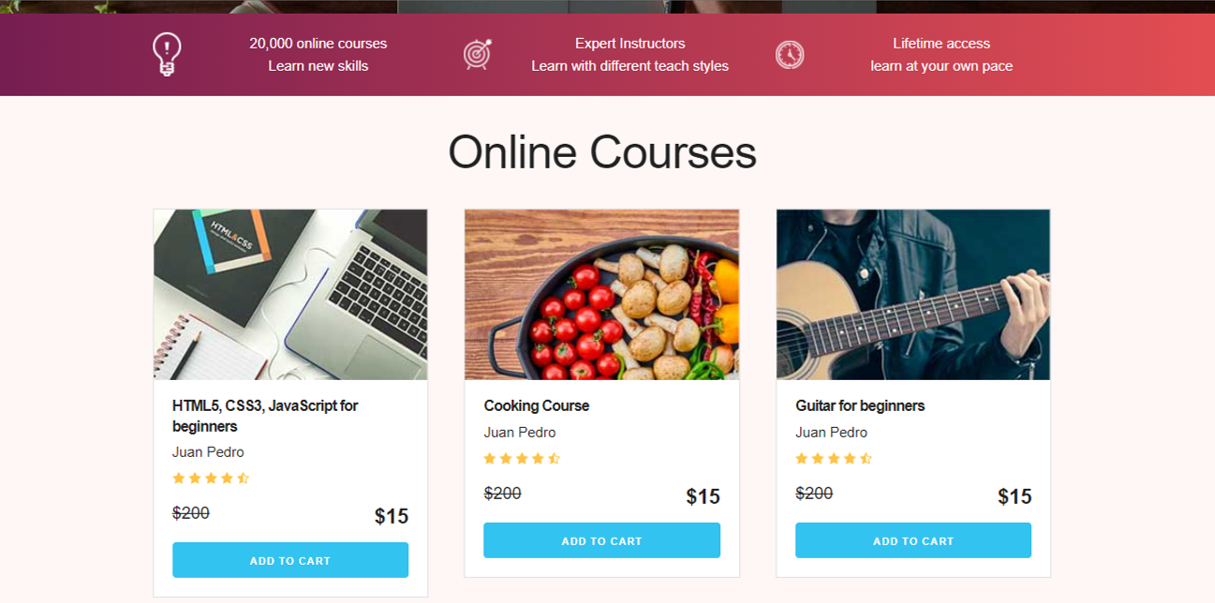 20,000 online courses
Learn new skills
Expert Instructors
Learn with different teach styles
Lifetime access
learn at your own pace
Online Courses
HTML&CSS
HTML5, CSS3, JavaScript for
beginners
Juan Pedro
$200
$15
ADD TO CART
Cooking Course
Juan Pedro
$200
$15
ADD TO CART
Guitar for beginners
Juan Pedro
$200
$15
ADD TO CART